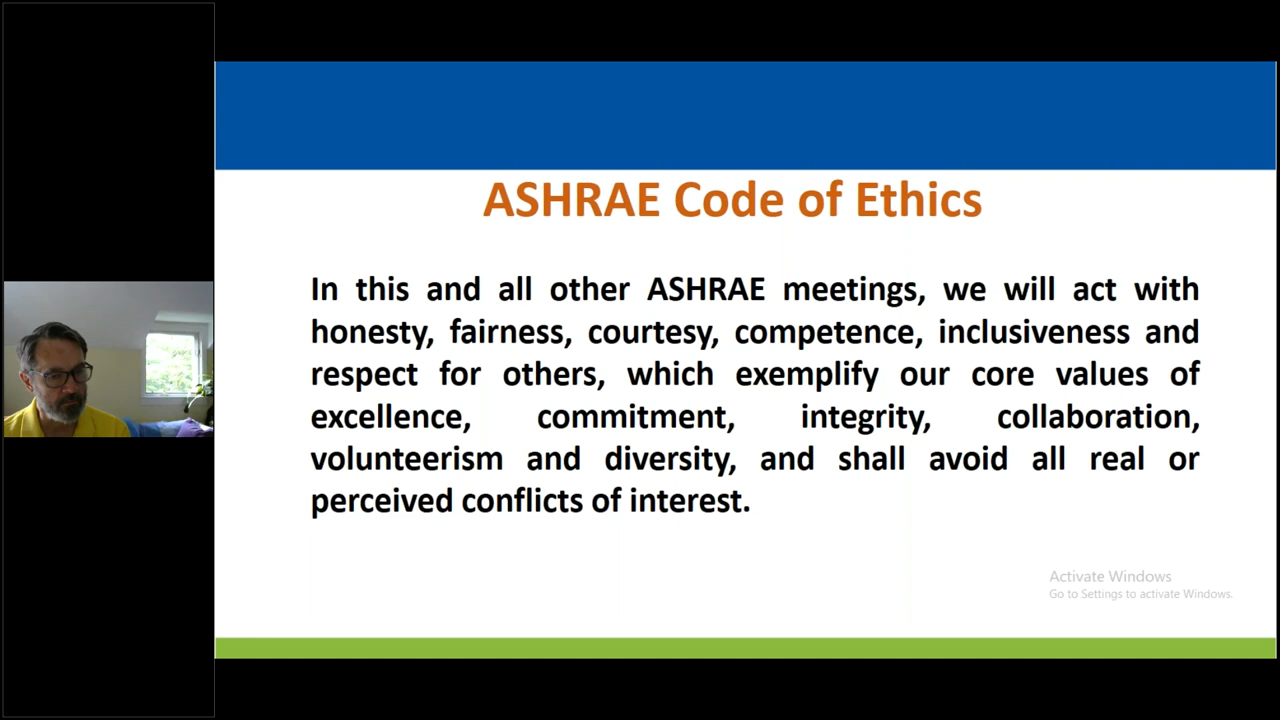 ASHRAE Code of Ethics
In this and all other ASHRAE meetings, we will act with
honesty, fairness, courtesy, competence, inclusiveness and
respect for others, which exemplify our core values of
excellence, commitment, integrity, collaboration,
volunteerism and diversity, and shall avoid all real or
perceived conflicts of interest.
Activate Windows
Go to Settings to activate Windows.